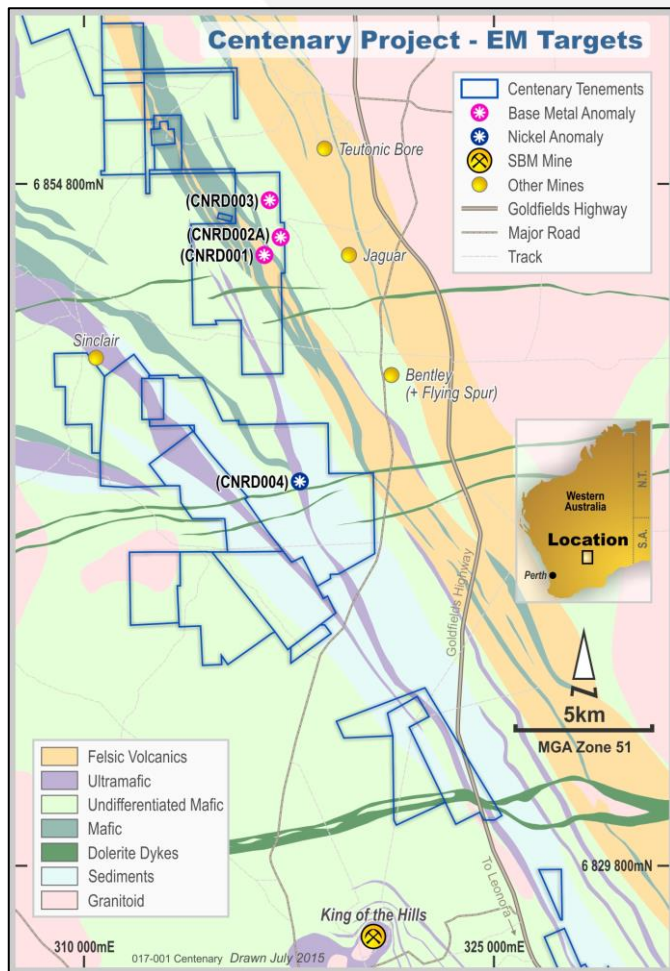 Centenary Project - EM Targets
Centenary Tenements
Base Metal Anomaly
Nickel Anomaly
SBM Mine
Other Mines
Goldfields Highway
Major Road
Track
Teutonic Bore
6 854 800mN
(CNRD003)
(CNRD002A)
(CNRD001)
Jaguar
Sinclair
Bentley
(+ Flying Spur)
(CNRD004)
Western
Australia
N.T.
S.A.
Location
Perth
Goldfields Highway
N
5km
MGA Zone 51
Felsic Volcanics
Ultramafic
Undifferentiated Mafic
Mafic
Dolerite Dykes
Sediments
Granitoid
6 829 800mN
To Leonora
King of the Hills
310 000mE
325 000mE
017-001 Centenary Drawn July 2015